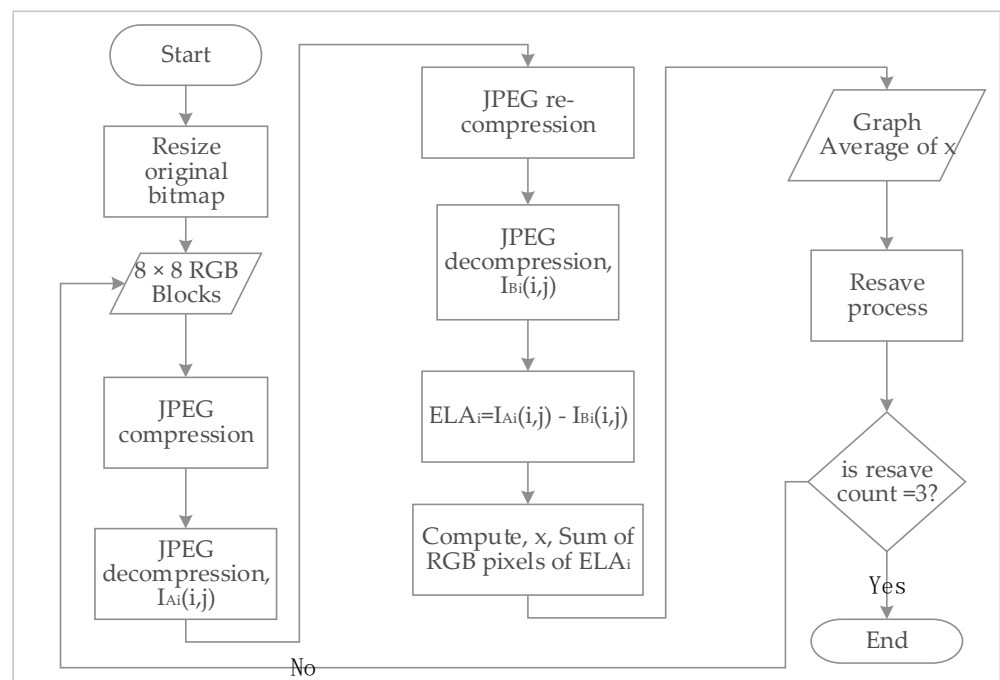 Start
Resize
original
bitmap
8 × 8 RGB
Blocks
JPEG
compression
JPEG
decompression,
IAi(i,j)
JPEG re-
compression
JPEG
decompression,
IBi(i,j)
ELAi=IAi(i,j) - IBi(i,j)
Compute, x, Sum of
RGB pixels of ELAi
Graph
Average of x
Resave
process
is resave
count =3?
Yes
End
No